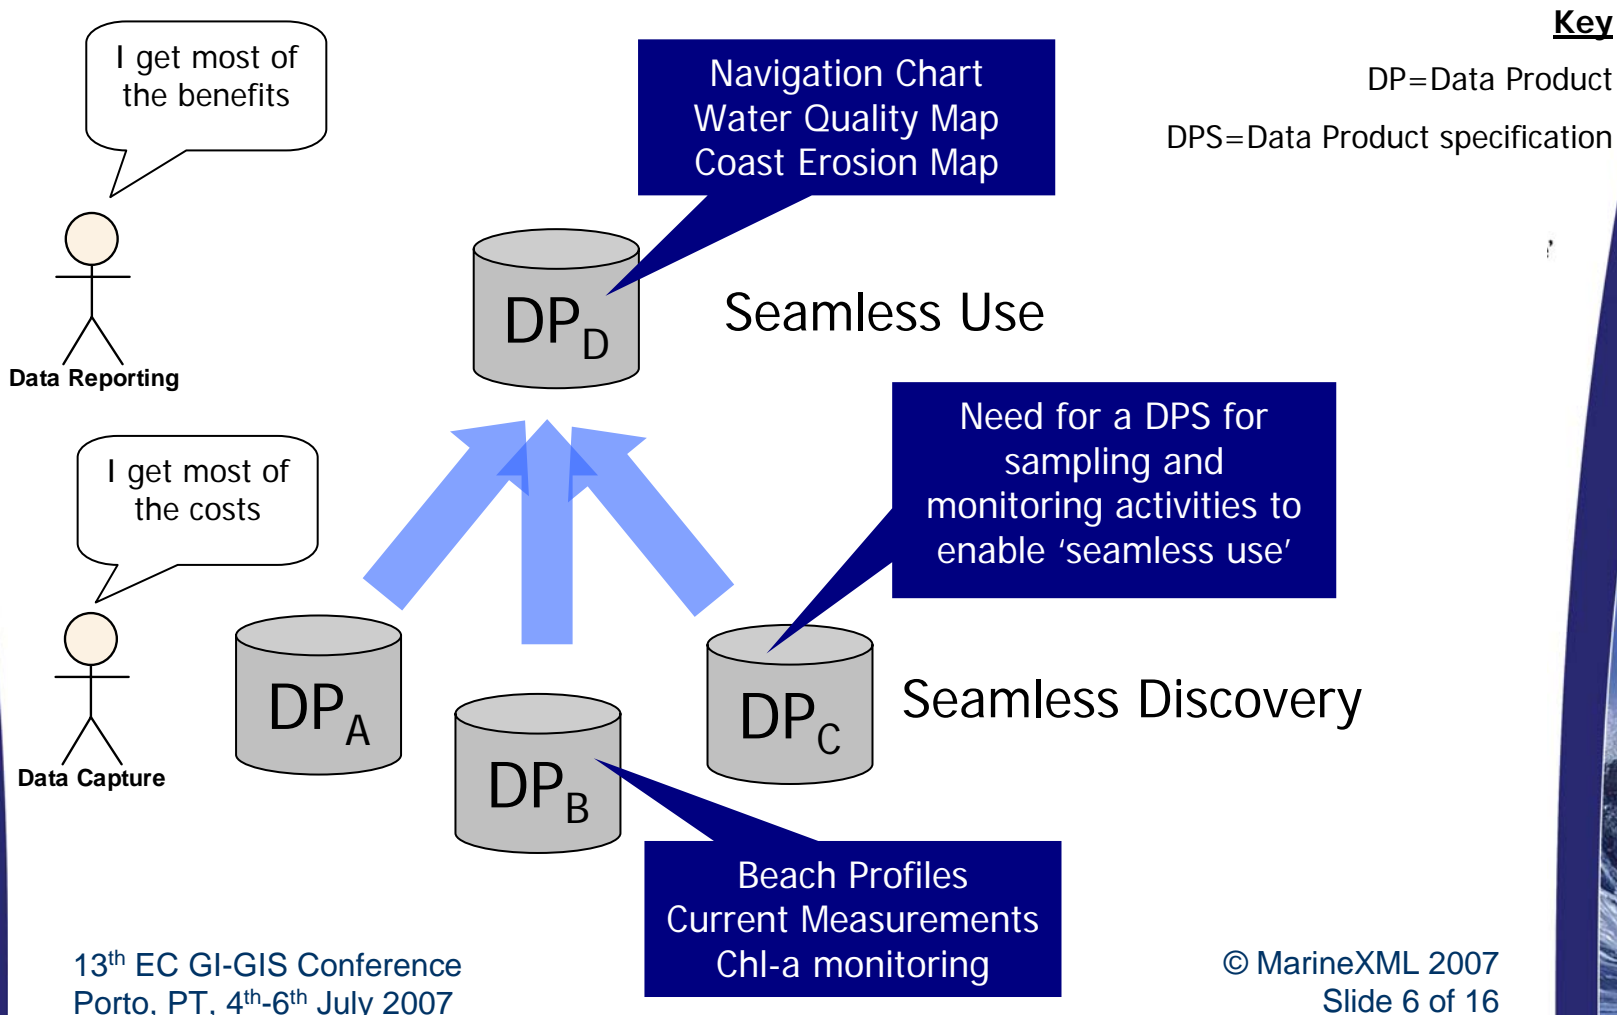 Key
DP=Data Product
DPS=Data Product specification
I get most of
the benefits
Navigation Chart
Water Quality Map
Coast Erosion Map
Data Reporting
DPD
Seamless Use
I get most of
the costs
Need for a DPS for
sampling and
monitoring activities to
enable ‘seamless use’
Data Capture
DPA
DPB
DPC
Seamless Discovery
Beach Profiles
Current Measurements
Chl-a monitoring
13th EC GI-GIS Conference
Porto, PT, 4th-6th July 2007
© MarineXML 2007
Slide 6 of 16